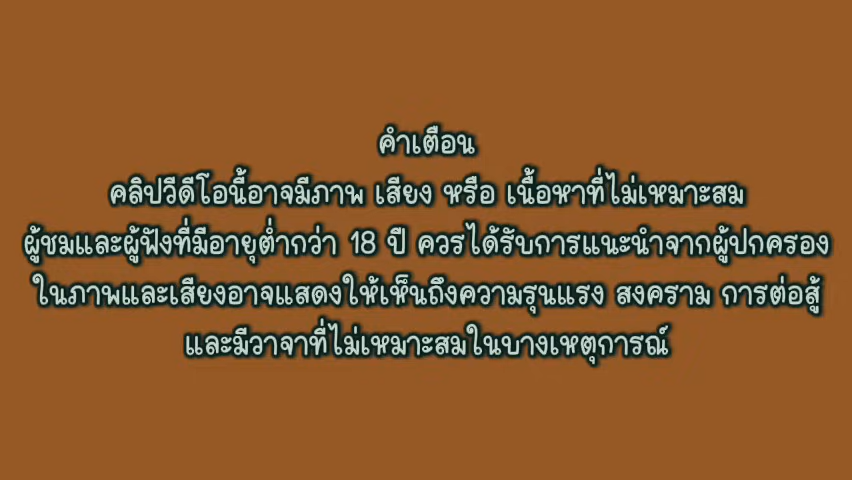 คำเตือน
คลิปวีดีโอนี้อาจมีภาพ เสียง หรือ เนื้อหาที่ไม่เหมาะสม
ผู้ชมและผู้ฟังที่มีอายุต่ำกว่า 18 ปี ควรได้รับการแนะนำจากผู้ปกครอง
ในภาพและเสียงอาจแสดงให้เห็นถึงความรุนแรง สงคราม การต่อสู้
และมีวาจาที่ไม่เหมาะสมในบางเหตุการณ์